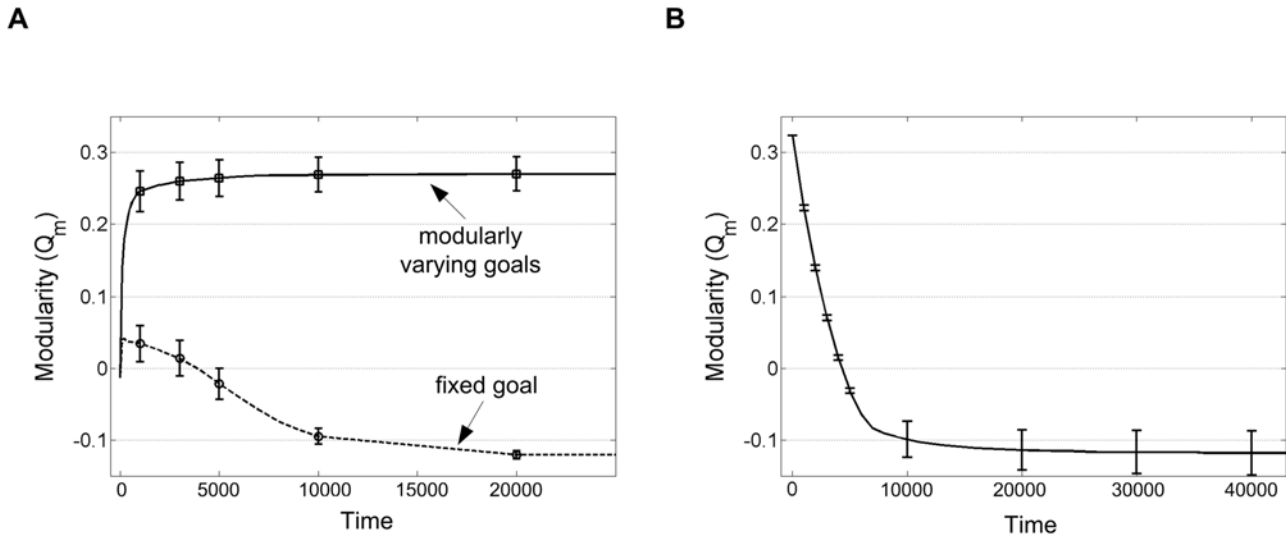 A
B
0.3
0.2
0.1
0
-0.1
Modularity (Qm)
modularly
varying goals
fixed goal
0 5000 10000 15000 20000
Time
0.3
0.2
0.1
0
-0.1
Modularity (Qm)
0 10000 20000 30000 40000
Time